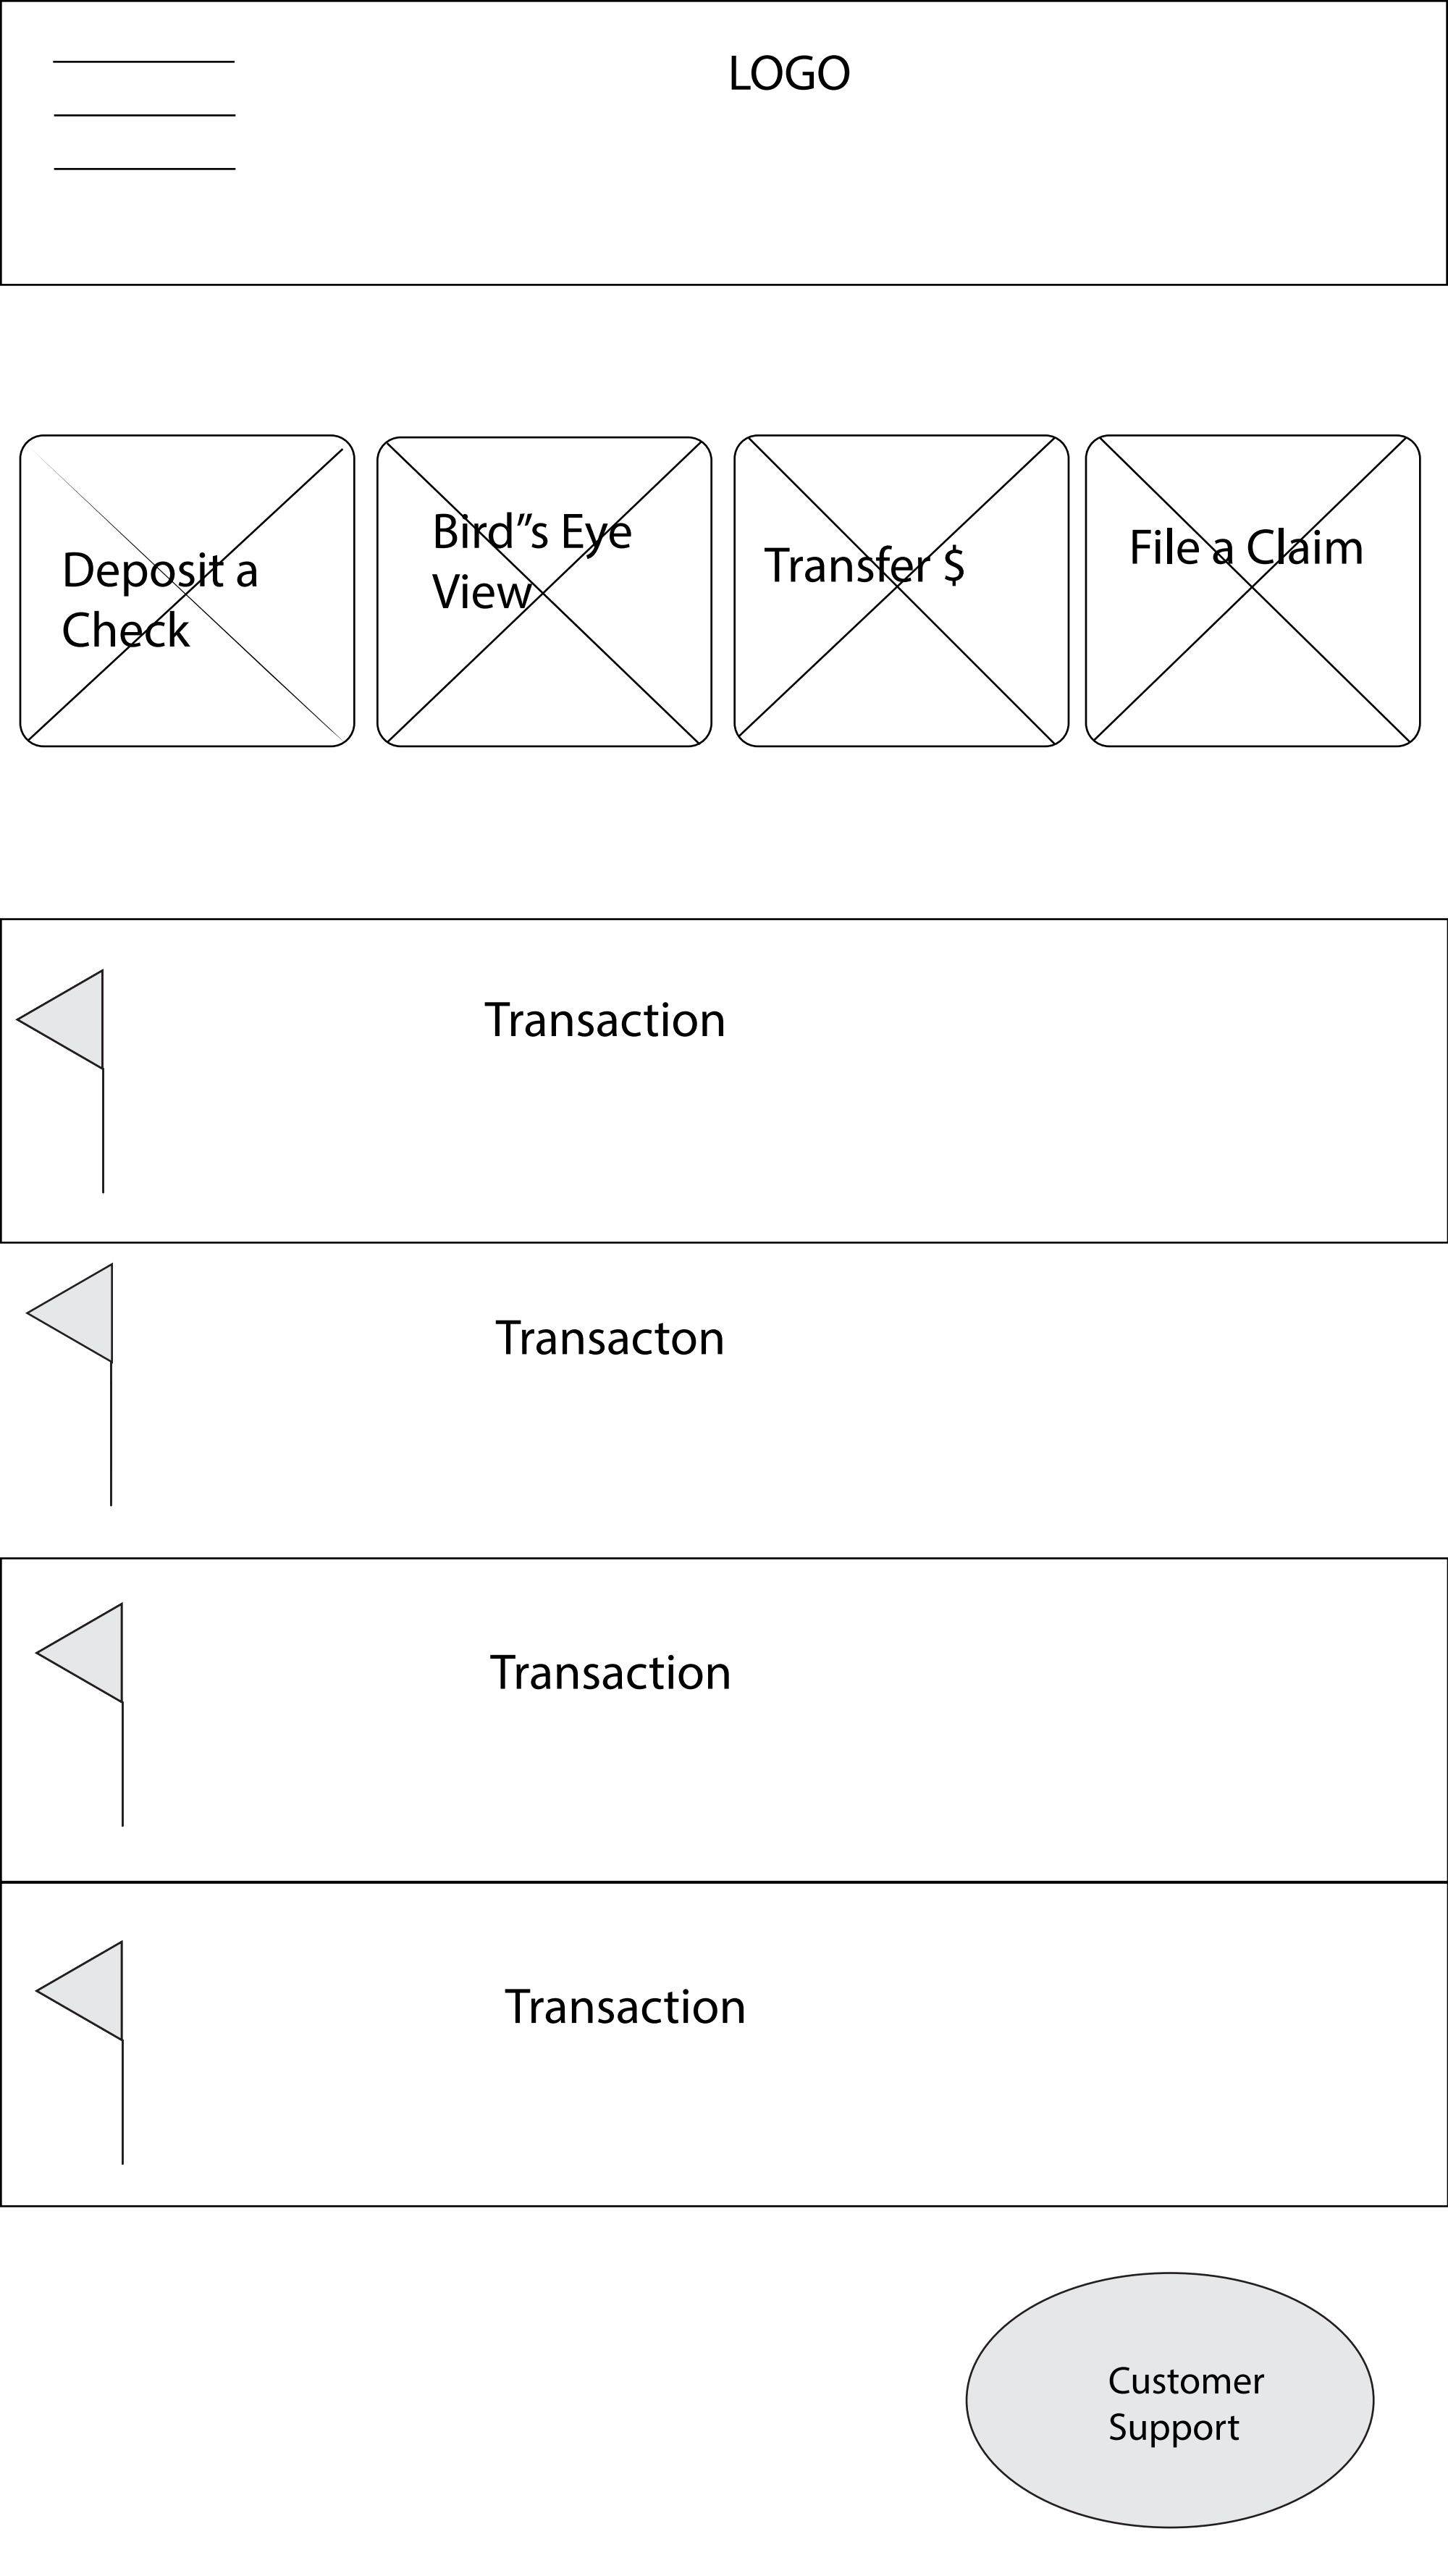 LOGO
Deposit a
Check
Bird”s Eye
View
Transfer $
File a Claim
Transaction
Transacton
Transaction
Transaction
Customer
Support